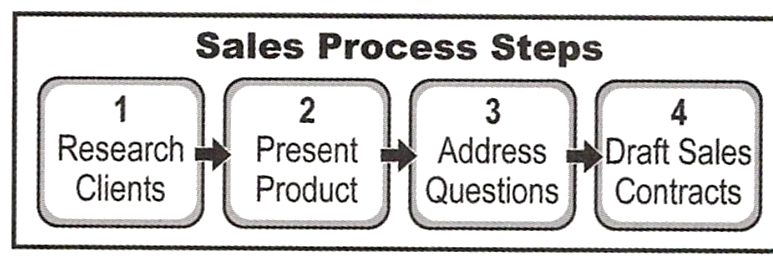 Sales Process Steps
1
Research
Clients
2
Present
Product
3
Address
Questions
4
Draft Sales
Contracts